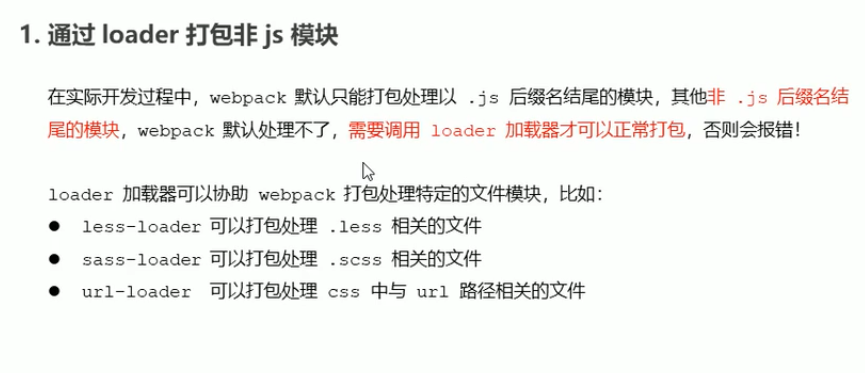 1. 通过 loader 打包非 js 模块
在实际开发过程中，webpack 默认只能打包处理以 .js 后缀名结尾的模块，其他非 .js 后缀名结
尾的模块，webpack 默认处理不了，需要调用 loader 加载器才可以正常打包，否则会报错！
loader 加载器可以协助 webpack 打包处理特定的文件模块，比如：
● less-loader 可以打包处理 .less 相关的文件
● sass-loader 可以打包处理 .scss 相关的文件
● url-loader 可以打包处理 css 中与 url 路径相关的文件